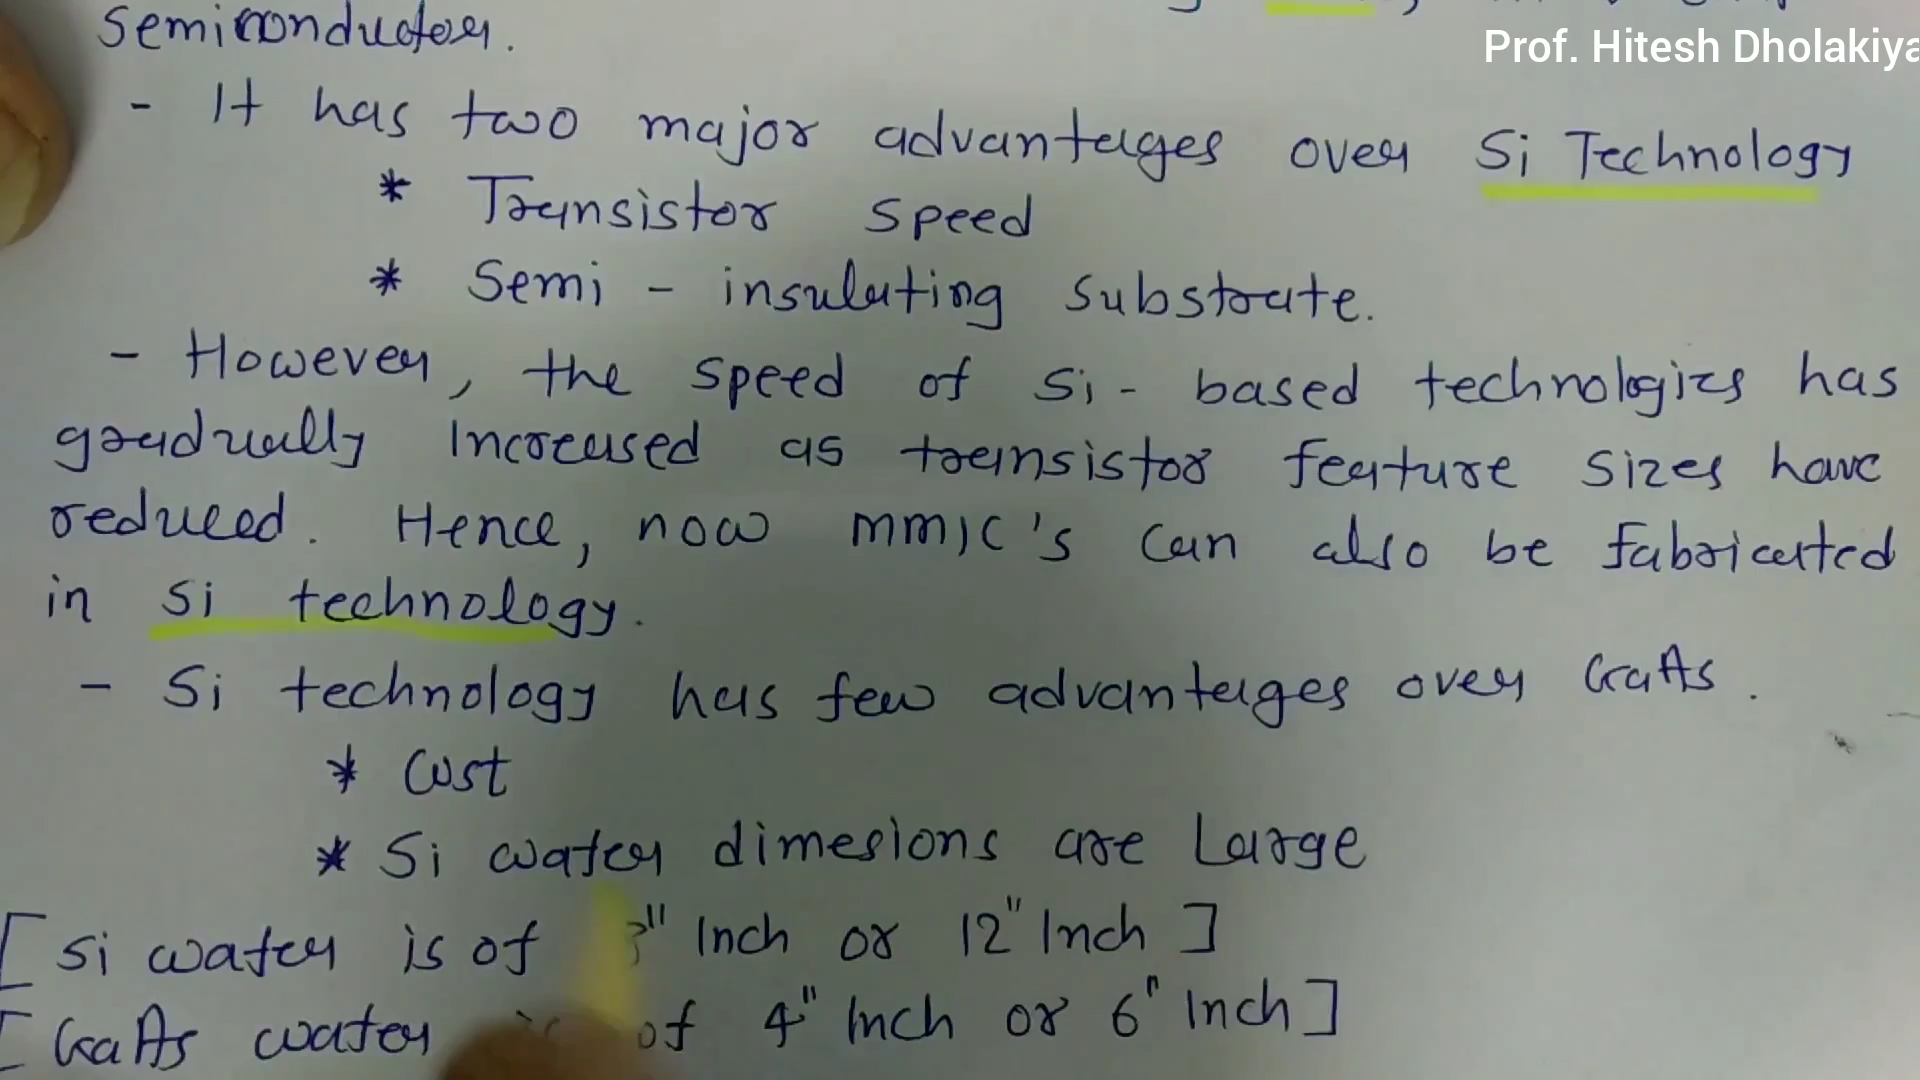 Semiconductor.
Prof. Hitesh Dholakiya
- It has two major advantages over Si Technology
* Transistor Speed
* Semi - insulating Substrate.
- However, the speed of Si - based technologies has
gradually increased as transistor feature sizes have
reduced. Hence, now MMIC's can also be fabricated
in Si technology.
- Si technology has few advantages over GaAs.
* Cost
* Si wafer dimesions are Large
[ Si wafer is of " Inch or 12" Inch ]
[ GaAs wafer of 4" Inch or 6" Inch ]